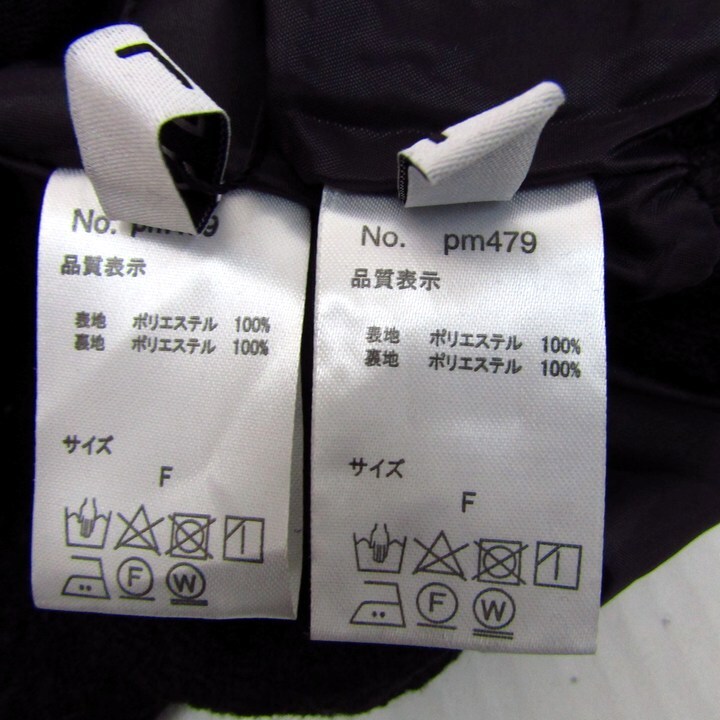 No. pm479
品質表示
表地 ポリエステル 100%
裏地 ポリエステル 100%
サイズ
F
F W
No. pm479
品質表示
表地 ポリエステル 100%
裏地 ポリエステル 100%
サイズ
F
F W